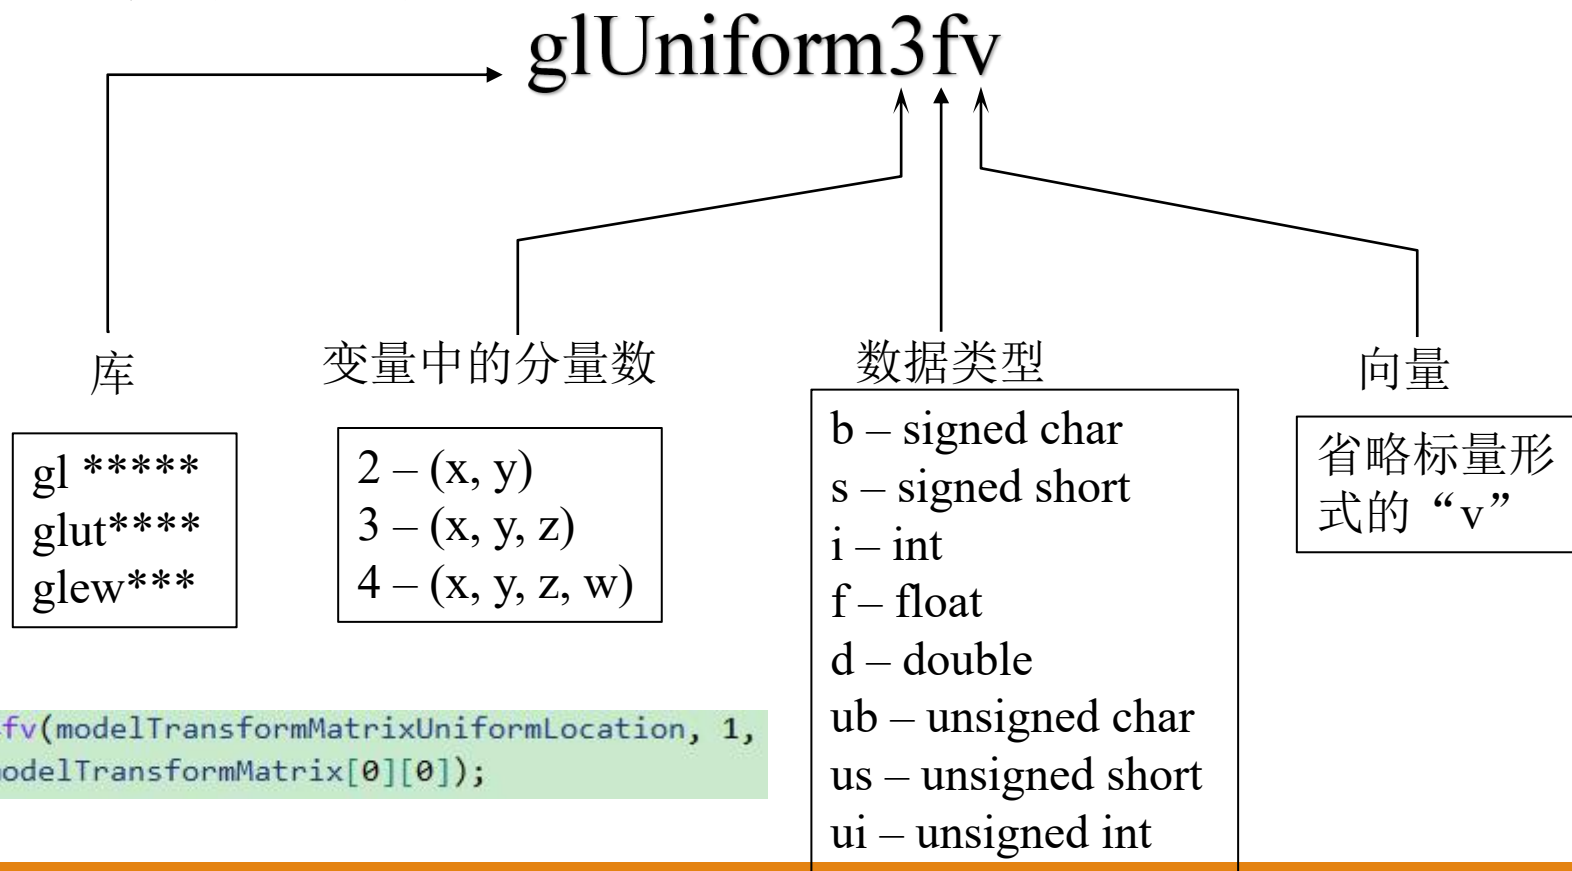 glUniform3fv
库
gl *****
glut****
glew***
变量中的分量数
2 – (x, y)
3 – (x, y, z)
4 – (x, y, z, w)
数据类型
b – signed char
s – signed short
i – int
f – float
d – double
ub – unsigned char
us – unsigned short
ui – unsigned int
向量
省略标量形
式的“v”
fv(modelTransformMatrixUniformLocation, 1,
modelTransformMatrix[0][0]);